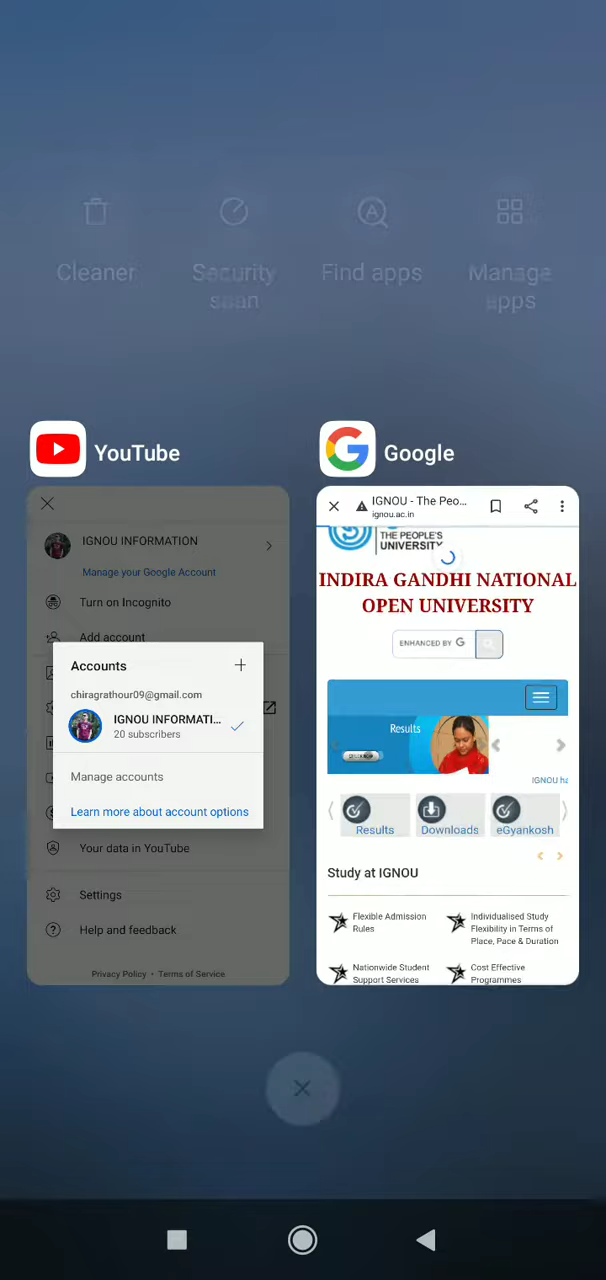 Cleaner
Security scan
Find apps
Manage apps
YouTube
IGNOU INFORMATION
Manage your Google Account
Turn on Incognito
Add account
Accounts
chiragrathour09@gmail.com
IGNOU INFORMATI...
20 subscribers
Manage accounts
Learn more about account options
Your data in YouTube
Settings
Help and feedback
Privacy Policy • Terms of Service
Google
IGNOU - The Peo...
ignou.ac.in
THE PEOPLE'S
UNIVERSITY
INDIRA GANDHI NATIONAL
OPEN UNIVERSITY
ENHANCED BY G
Results
IGNOU ha
Results
Downloads
eGyankosh
Study at IGNOU
Flexible Admission
Rules
Individualised Study
Flexibility in Terms of
Place, Pace & Duration
Nationwide Student
Support Services
Cost Effective
Programmes